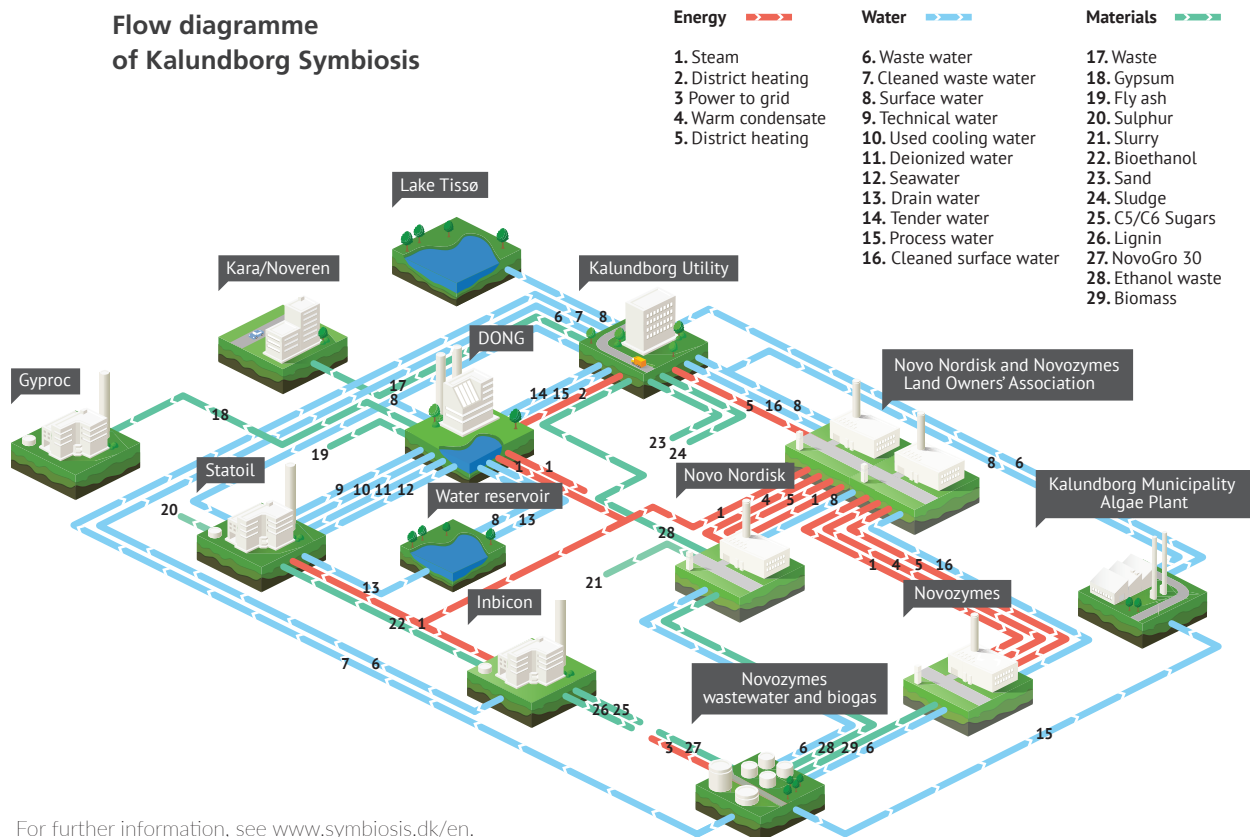 Flow diagramme
of Kalundborg Symbiosis
Energy
1. Steam
2. District heating
3 Power to grid
4. Warm condensate
5. District heating
Water
6. Waste water
7. Cleaned waste water
8. Surface water
9. Technical water
10. Used cooling water
11. Deionized water
12. Seawater
13. Drain water
14. Tender water
15. Process water
16. Cleaned surface water
Materials
17. Waste
18. Gypsum
19. Fly ash
20. Sulphur
21. Slurry
22. Bioethanol
23. Sand
24. Sludge
25. C5/C6 Sugars
26. Lignin
27. NovoGro 30
28. Ethanol waste
29. Biomass
Lake Tissø
Kara/Noveren
Kalundborg Utility
6 7 8
DONG
Gyproc
17
8
14 15 2
Novo Nordisk and Novozymes
Land Owners' Association
5 16 8
18
19
23
24
8 6
Statoil
1 1
Novo Nordisk
Kalundborg Municipality
Algae Plant
9 10 11 12
Water reservoir
1 4 5 1 8
20
8 13
28
21
1 4 5 16
13
Inbicon
Novozymes
22 1
7 6
Novozymes
wastewater and biogas
26 25
3 27
6 28 29 6
15
For further information, see www.symbiosis.dk/en.